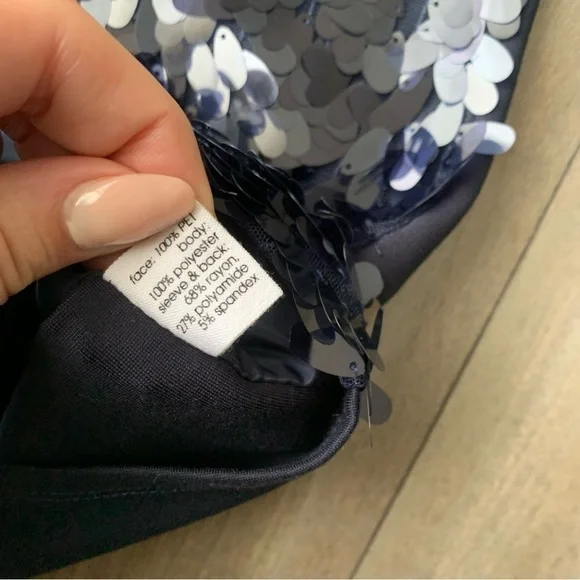 face: 100% PET
body:
100% polyester
sleeve & back:
68% rayon,
27% polyamide
5% spandex